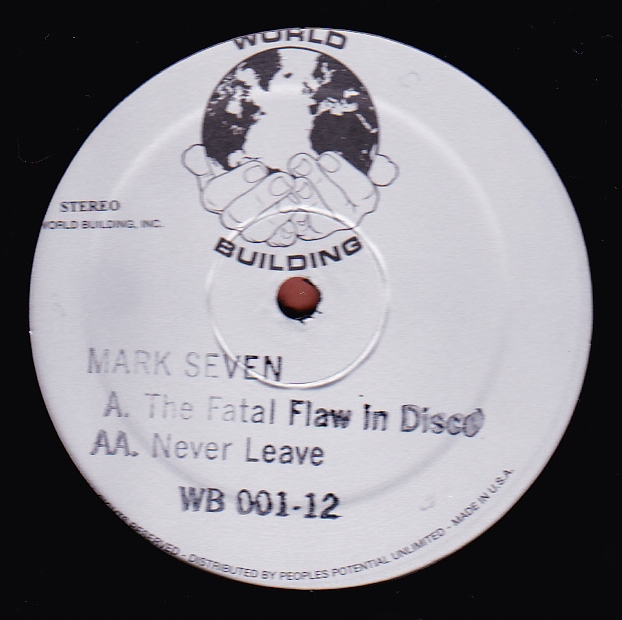 WORLD
BUILDING
STEREO
WORLD BUILDING, INC.
MARK SEVEN
A. The Fatal Flaw in Disco
AA. Never Leave
WB 001-12
RESERVED - DISTRIBUTED BY PEOPLES POTENTIAL UNLIMITED - MADE IN U.S.A.